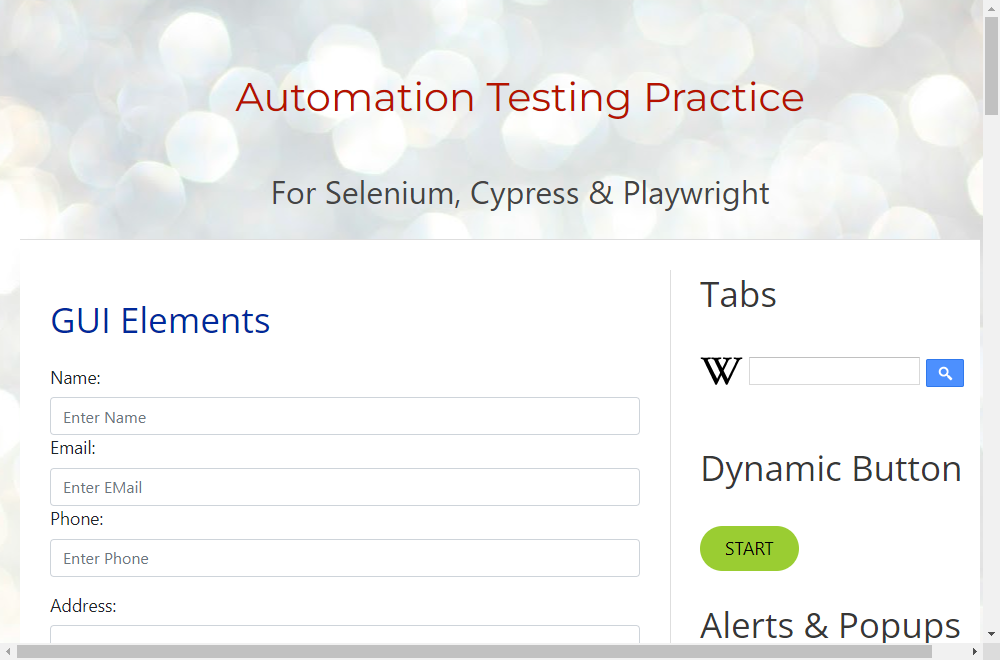 Automation Testing Practice
For Selenium, Cypress & Playwright
GUI Elements
Name:
Enter Name
Email:
Enter EMail
Phone:
Enter Phone
Address:
Tabs
W
Dynamic Button
START
Alerts & Popups